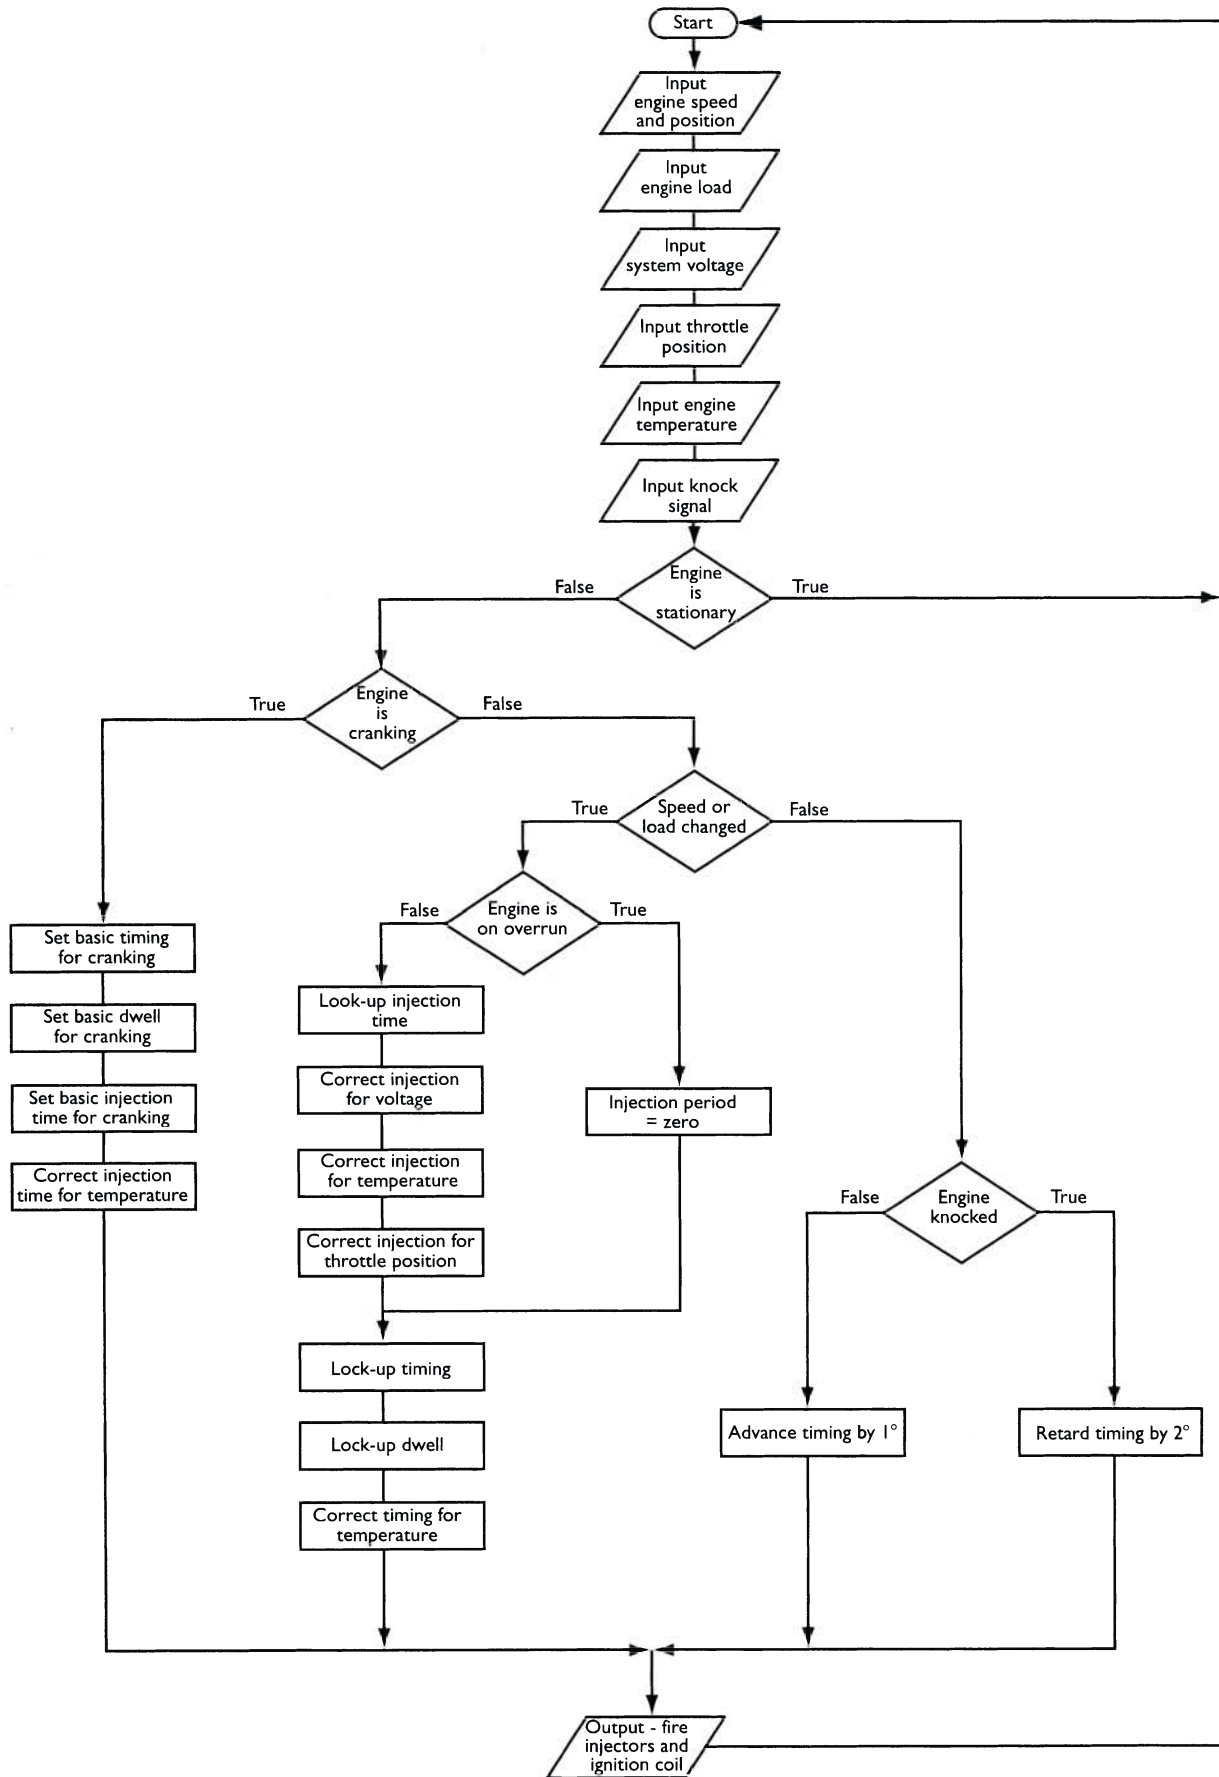 Start
Input
engine speed
and position
Input
engine load
Input
system voltage
Input throttle
position
Input engine
temperature
Input knock
signal
False
Engine
is
stationary
True
True
Engine
is
cranking
False
True
Speed or
load changed
False
False
Engine is
on overrun
True
Set basic timing
for cranking
Set basic dwell
for cranking
Set basic injection
time for cranking
Correct injection
time for temperature
Look-up injection
time
Correct injection
for voltage
Correct injection
for temperature
Correct injection for
throttle position
Injection period
= zero
Lock-up timing
Lock-up dwell
Correct timing for
temperature
False
Engine
knocked
True
Advance timing by 1°
Retard timing by 2°
Output - fire
injectors and
ignition coil